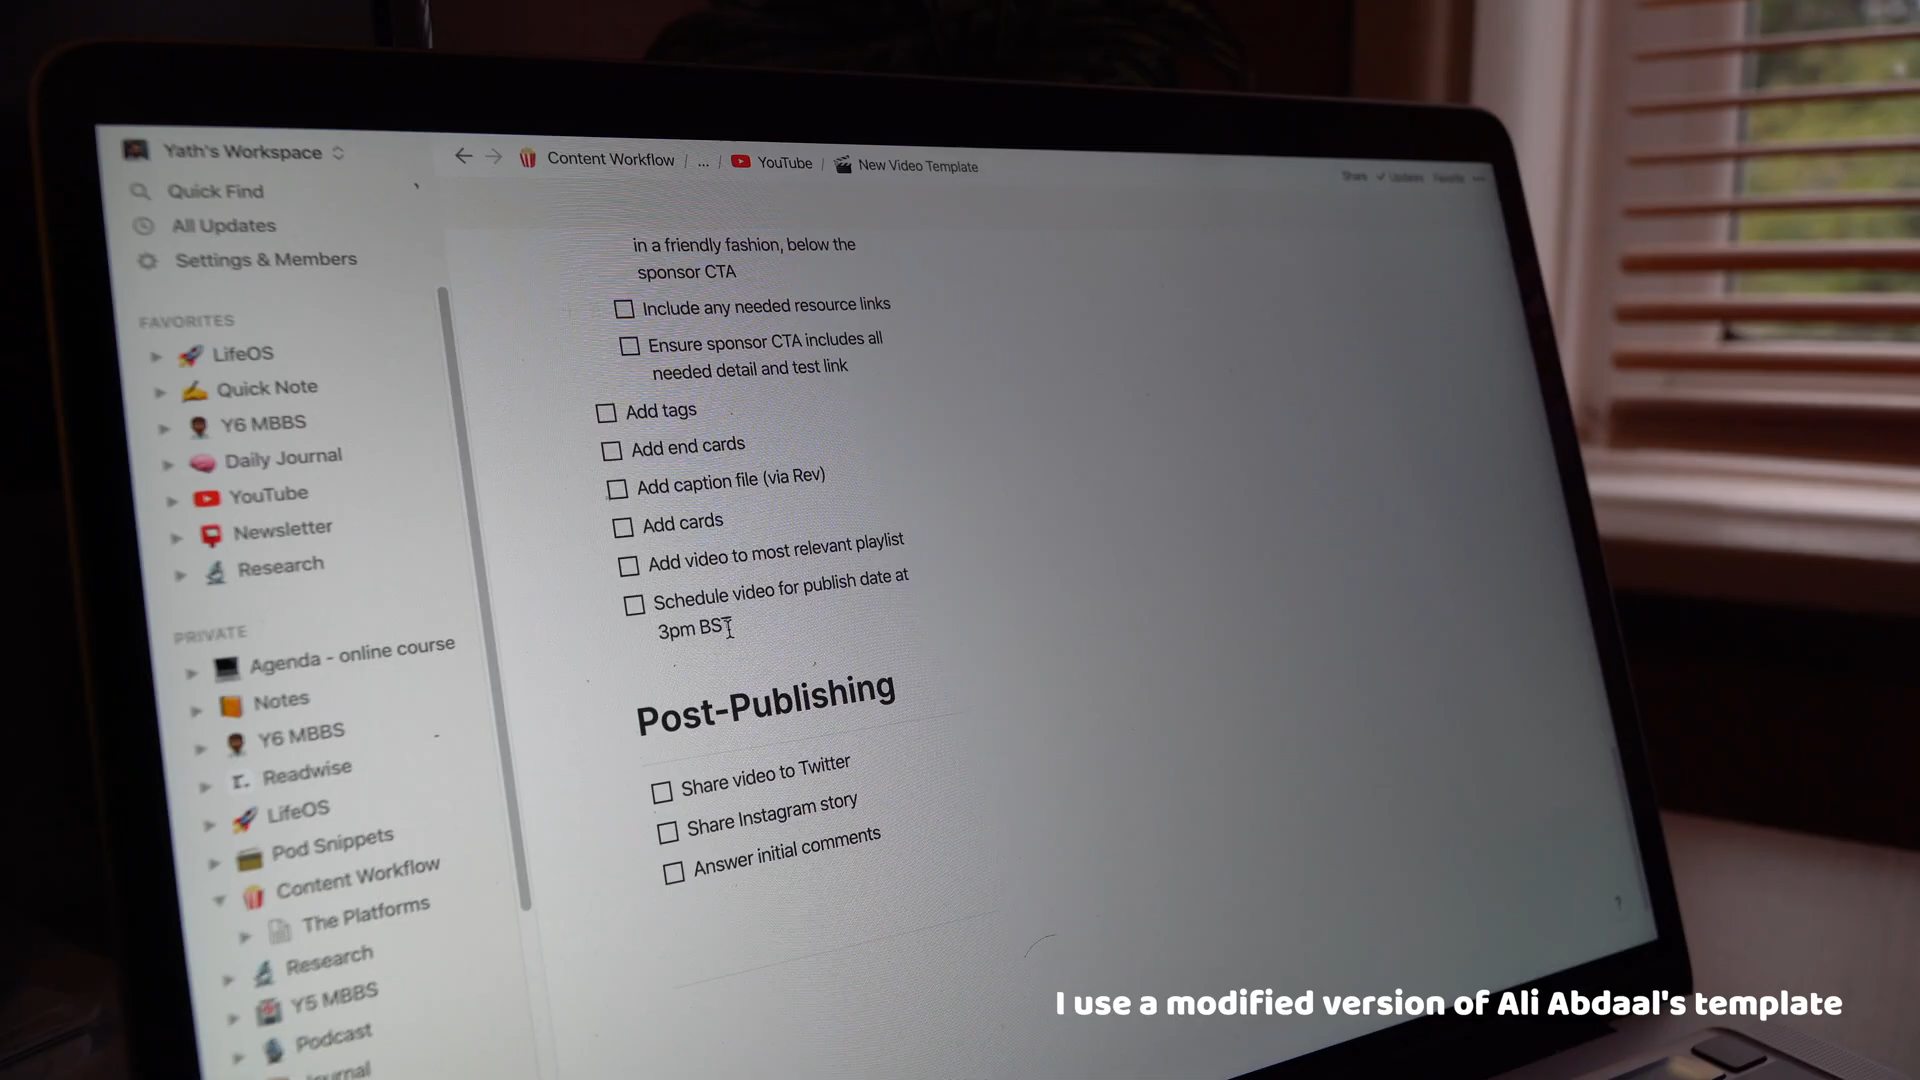 Yath's Workspace
Quick Find
All Updates
Settings & Members
FAVORITES
LifeOS
Quick Note
Y6 MBBS
Daily Journal
YouTube
Newsletter
Research
PRIVATE
Agenda - online course
Notes
Y6 MBBS
Readwise
LifeOS
Pod Snippets
Content Workflow
The Platforms
Research
Y5 MBBS
Podcast
Content Workflow / ... / YouTube / New Video Template
Share Updates Favorite ...
in a friendly fashion, below the
sponsor CTA
Include any needed resource links
Ensure sponsor CTA includes all
needed detail and test link
Add tags
Add end cards
Add caption file (via Rev)
Add cards
Add video to most relevant playlist
Schedule video for publish date at
3pm BST
Post-Publishing
Share video to Twitter
Share Instagram story
Answer initial comments
?
I use a modified version of Ali Abdaal's template